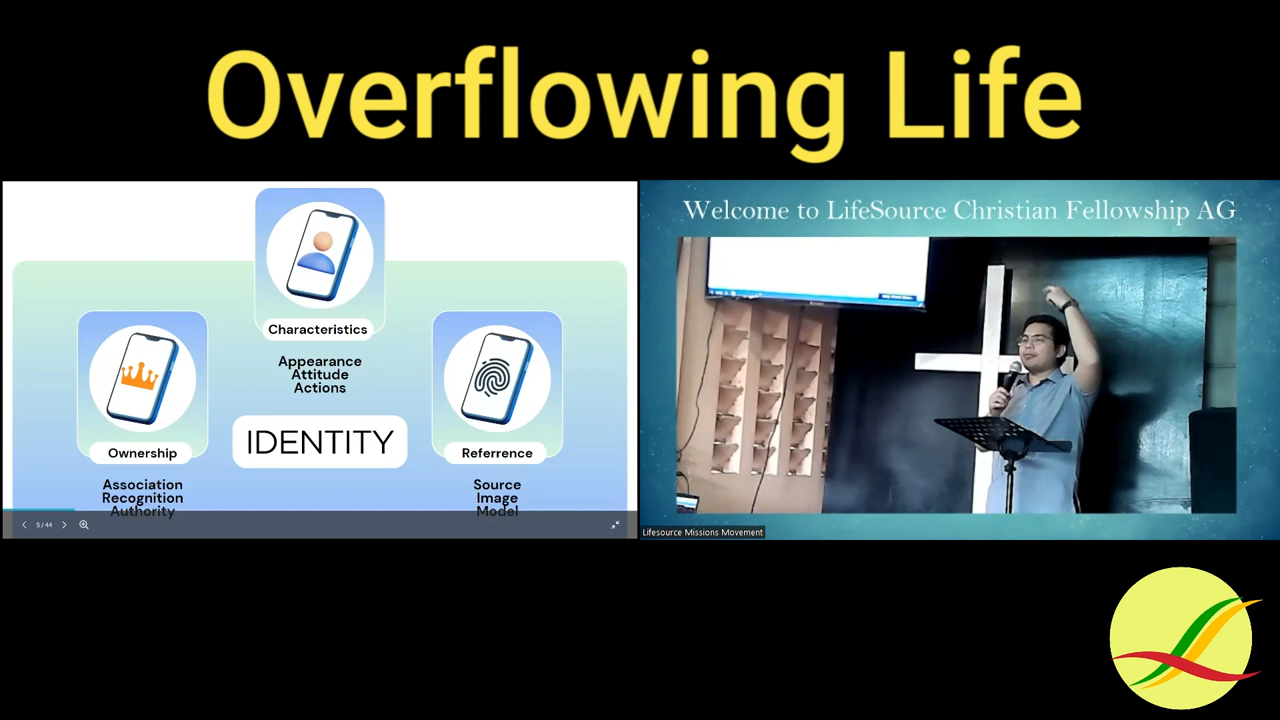 Overflowing Life
Characteristics
Appearance
Attitude
Actions
Ownership
Association
Recognition
Authority
IDENTITY
Referrence
Source
Image
Model
5 / 44
Welcome to LifeSource Christian Fellowship AG
Lifesource Missions Movement